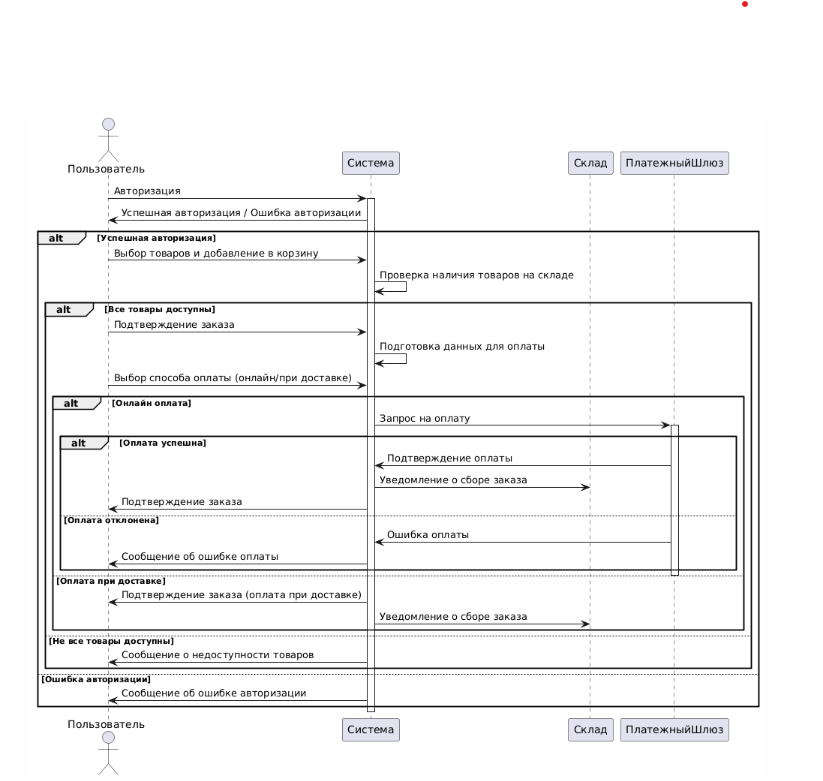 Пользователь
Система
Склад
ПлатежныйШлюз
Авторизация
Успешная авторизация / Ошибка авторизации
alt [Успешная авторизация]
Выбор товаров и добавление в корзину
Проверка наличия товаров на складе
alt [Все товары доступны]
Подтверждение заказа
Подготовка данных для оплаты
Выбор способа оплаты (онлайн/при доставке)
alt [Онлайн оплата]
Запрос на оплату
alt [Оплата успешна]
Подтверждение оплаты
Уведомление о сборе заказа
Подтверждение заказа
[Оплата отклонена]
Ошибка оплаты
Сообщение об ошибке оплаты
[Оплата при доставке]
Подтверждение заказа (оплата при доставке)
Уведомление о сборе заказа
[Не все товары доступны]
Сообщение о недоступности товаров
[Ошибка авторизации]
Сообщение об ошибке авторизации
Пользователь
Система
Склад
ПлатежныйШлюз